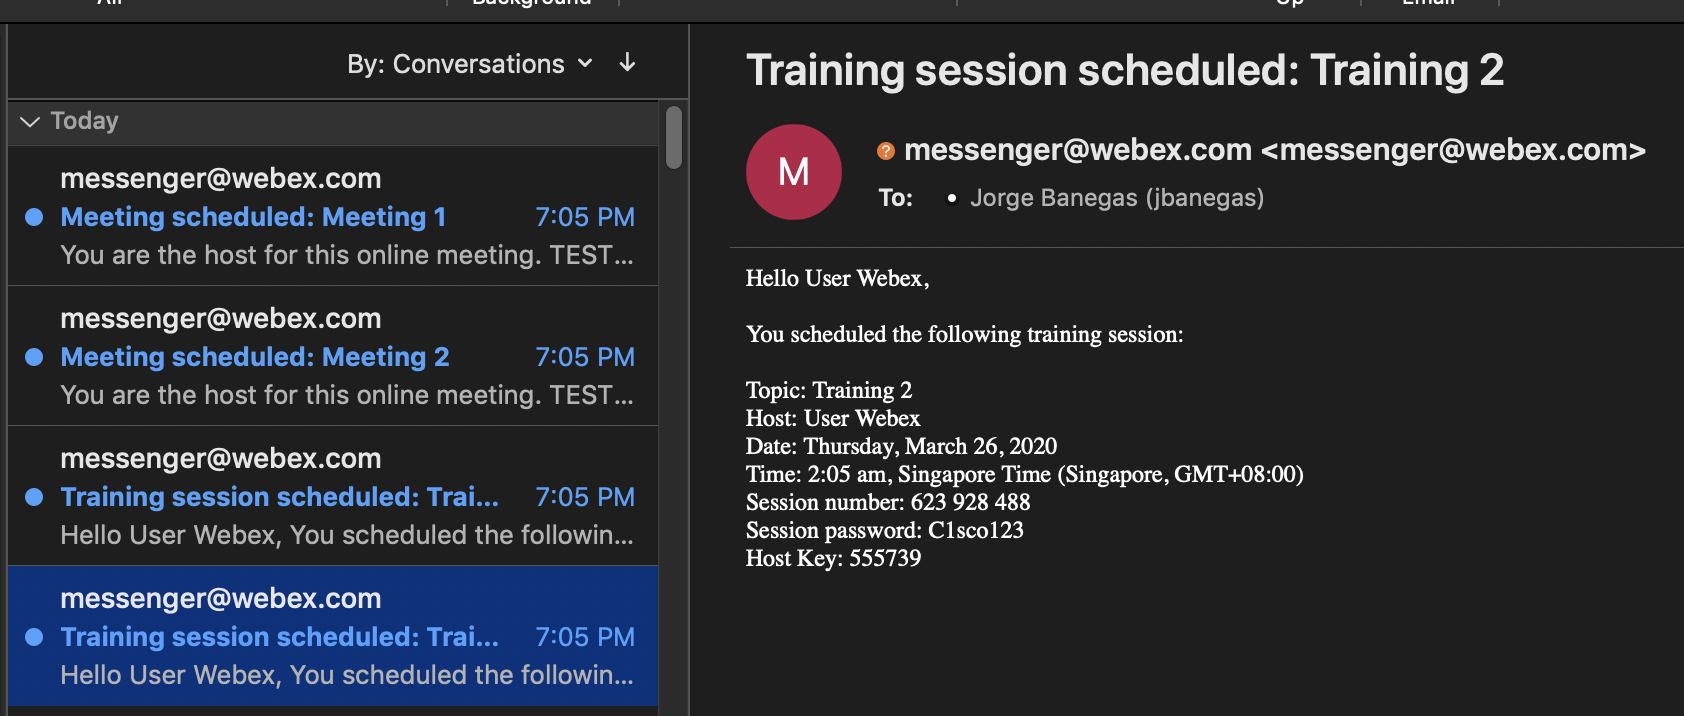 All
Background
Up
Email
By: Conversations
Today
messenger@webex.com
Meeting scheduled: Meeting 1 7:05 PM
You are the host for this online meeting. TEST...
messenger@webex.com
Meeting scheduled: Meeting 2 7:05 PM
You are the host for this online meeting. TEST...
messenger@webex.com
Training session scheduled: Trai... 7:05 PM
Hello User Webex, You scheduled the followin...
messenger@webex.com
Training session scheduled: Trai... 7:05 PM
Hello User Webex, You scheduled the followin...
Training session scheduled: Training 2
M
? messenger@webex.com <messenger@webex.com>
To: • Jorge Banegas (jbanegas)
Hello User Webex,
You scheduled the following training session:
Topic: Training 2
Host: User Webex
Date: Thursday, March 26, 2020
Time: 2:05 am, Singapore Time (Singapore, GMT+08:00)
Session number: 623 928 488
Session password: C1sco123
Host Key: 555739